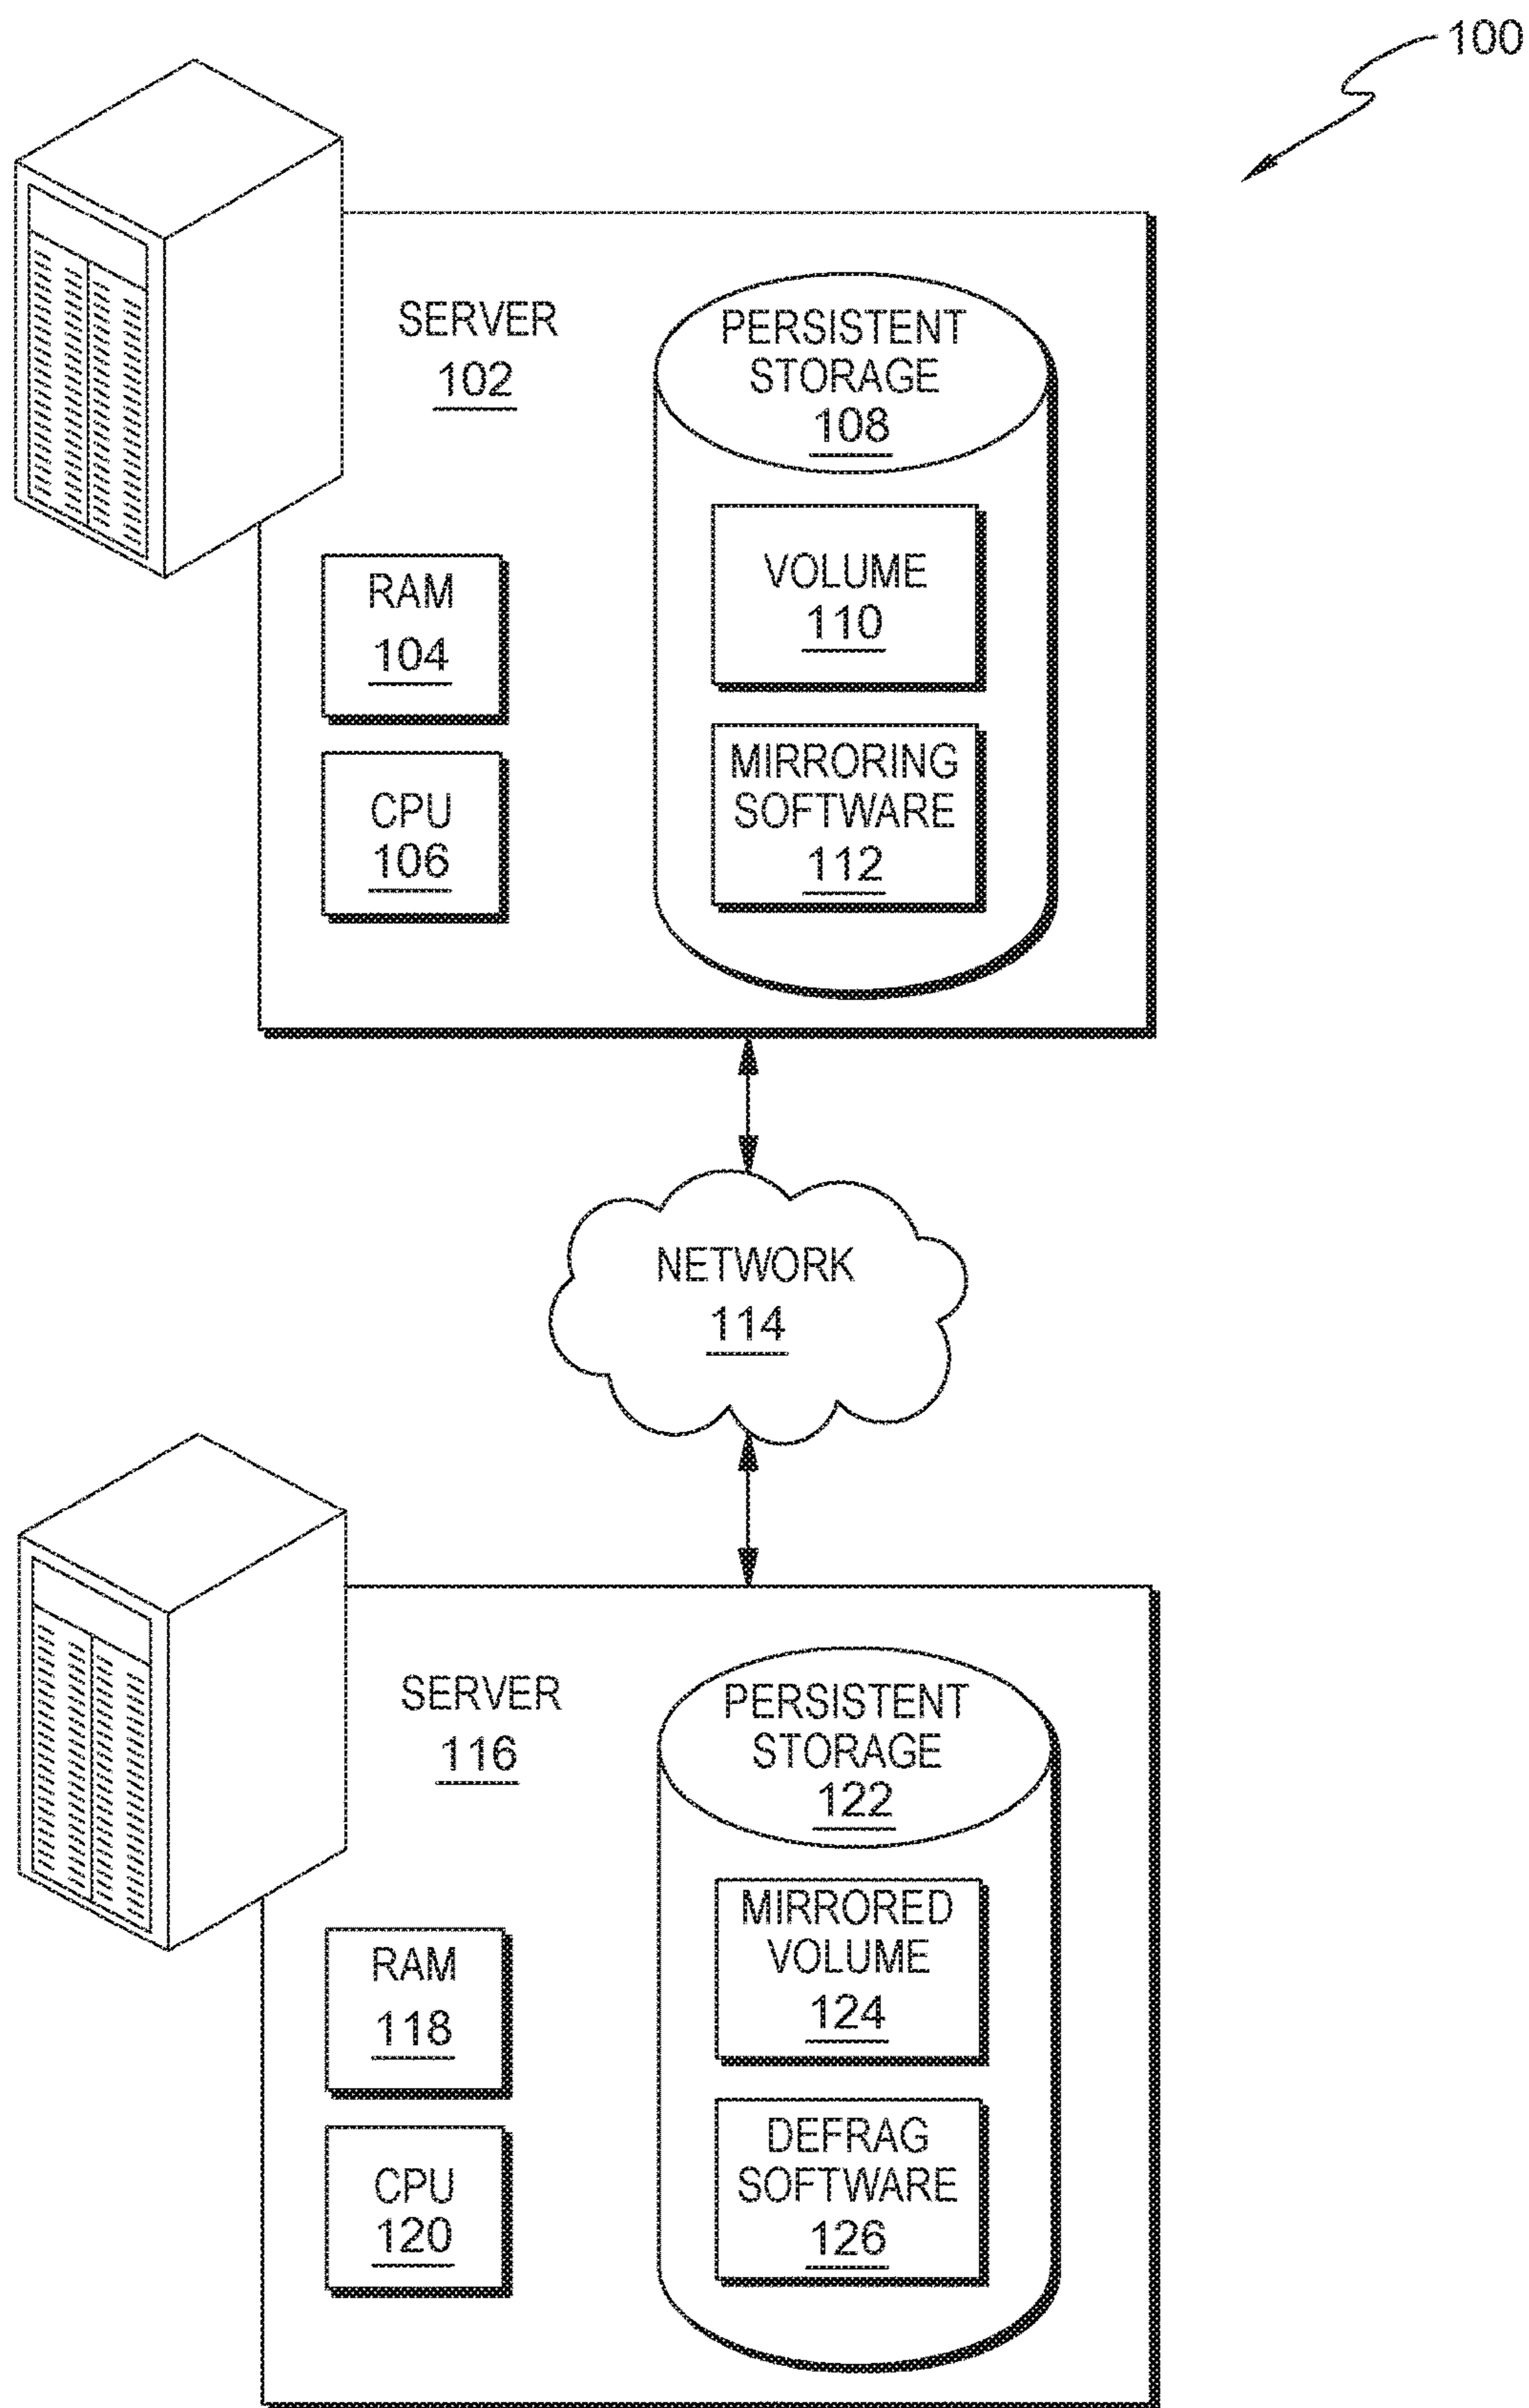 100
SERVER
102
PERSISTENT
STORAGE
108
RAM
104
VOLUME
110
CPU
106
MIRRORING
SOFTWARE
112
NETWORK
114
SERVER
116
PERSISTENT
STORAGE
122
RAM
118
MIRRORED
VOLUME
124
CPU
120
DEFRAG
SOFTWARE
126